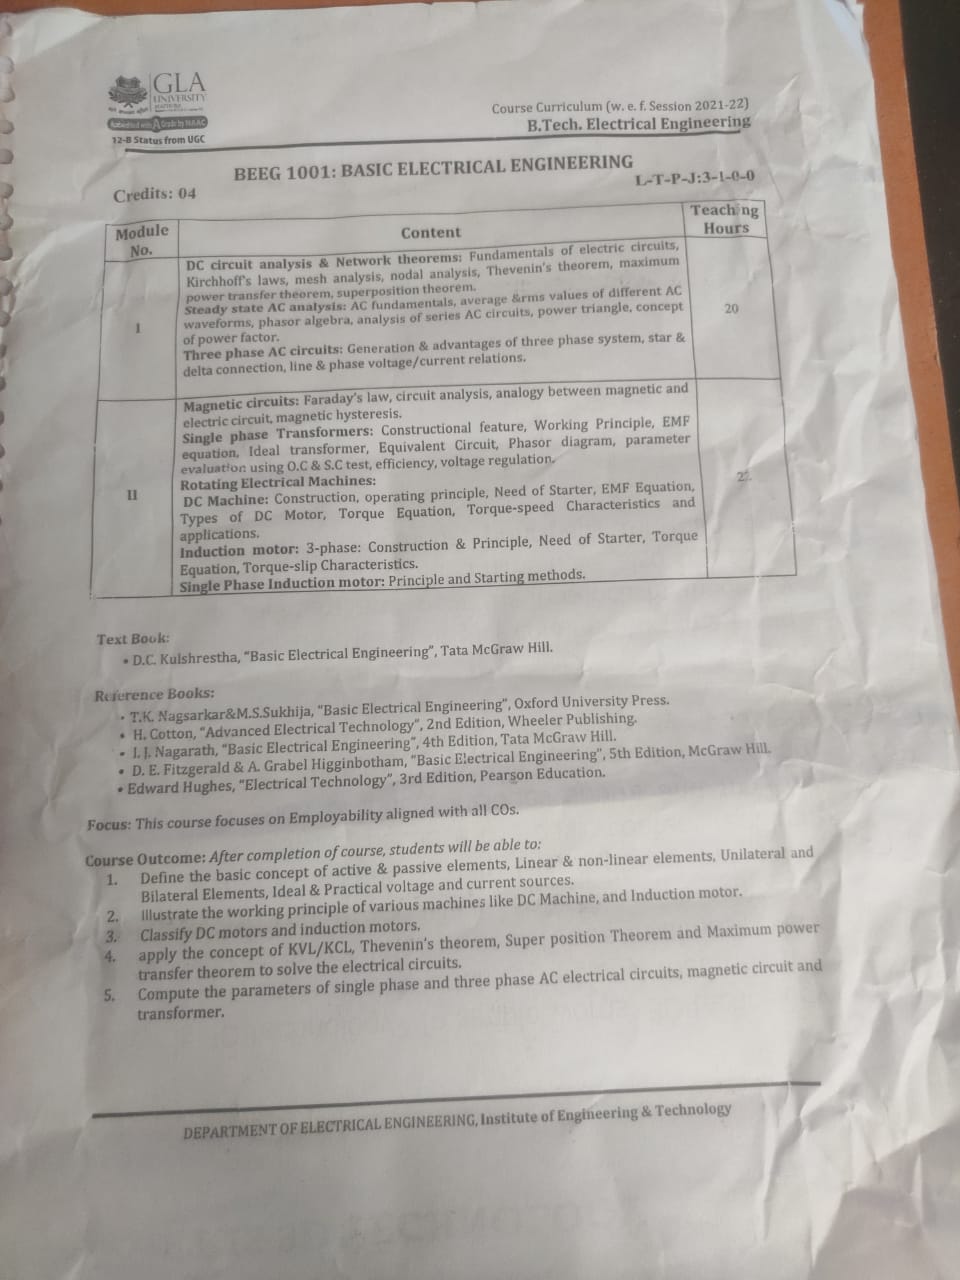 GLA
UNIVERSITY
MATHURA
Accredited with A Grade by NAAC
12-B Status from UGC
Course Curriculum (w. e. f. Session 2021-22)
B.Tech. Electrical Engineering
BEEG 1001: BASIC ELECTRICAL ENGINEERING
Credits: 04
L-T-P-J:3-1-0-0
Module No.
Content
Teaching Hours
I
DC circuit analysis & Network theorems: Fundamentals of electric circuits,
Kirchhoff's laws, mesh analysis, nodal analysis, Thevenin's theorem, maximum
power transfer theorem, superposition theorem.
Steady state AC analysis: AC fundamentals, average &rms values of different AC
waveforms, phasor algebra, analysis of series AC circuits, power triangle, concept
of power factor.
Three phase AC circuits: Generation & advantages of three phase system, star &
delta connection, line & phase voltage/current relations.
20
II
Magnetic circuits: Faraday's law, circuit analysis, analogy between magnetic and
electric circuit, magnetic hysteresis.
Single phase Transformers: Constructional feature, Working Principle, EMF
equation, Ideal transformer, Equivalent Circuit, Phasor diagram, parameter
evaluation using O.C & S.C test, efficiency, voltage regulation.
Rotating Electrical Machines:
DC Machine: Construction, operating principle, Need of Starter, EMF Equation,
Types of DC Motor, Torque Equation, Torque-speed Characteristics and
applications.
Induction motor: 3-phase: Construction & Principle, Need of Starter, Torque
Equation, Torque-slip Characteristics.
Single Phase Induction motor: Principle and Starting methods.
Text Book:
• D.C. Kulshrestha, "Basic Electrical Engineering", Tata McGraw Hill.
Reference Books:
• T.K. Nagsarkar&M.S.Sukhija, "Basic Electrical Engineering", Oxford University Press.
• H. Cotton, "Advanced Electrical Technology", 2nd Edition, Wheeler Publishing.
• I. J. Nagarath, "Basic Electrical Engineering", 4th Edition, Tata McGraw Hill.
• D. E. Fitzgerald & A. Grabel Higginbotham, "Basic Electrical Engineering", 5th Edition, McGraw Hill.
• Edward Hughes, "Electrical Technology", 3rd Edition, Pearson Education.
Focus: This course focuses on Employability aligned with all COs.
Course Outcome: After completion of course, students will be able to:
1. Define the basic concept of active & passive elements, Linear & non-linear elements, Unilateral and
Bilateral Elements, Ideal & Practical voltage and current sources.
2. Illustrate the working principle of various machines like DC Machine, and Induction motor.
3. Classify DC motors and induction motors.
4. apply the concept of KVL/KCL, Thevenin's theorem, Super position Theorem and Maximum power
transfer theorem to solve the electrical circuits.
5. Compute the parameters of single phase and three phase AC electrical circuits, magnetic circuit and
transformer.
DEPARTMENT OF ELECTRICAL ENGINEERING, Institute of Engineering & Technology